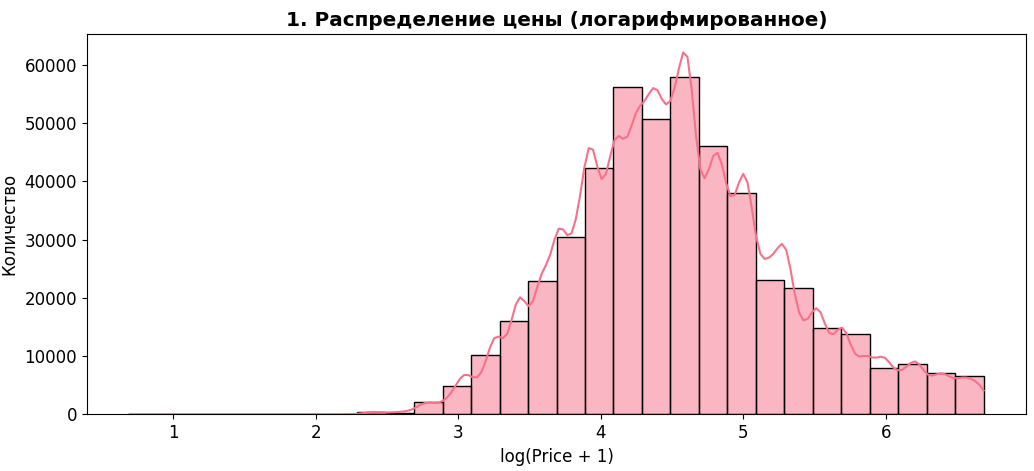 1. Распределение цены (логарифмированное)
Количество
60000
50000
40000
30000
20000
10000
0
1 2 3 4 5 6
log(Price + 1)